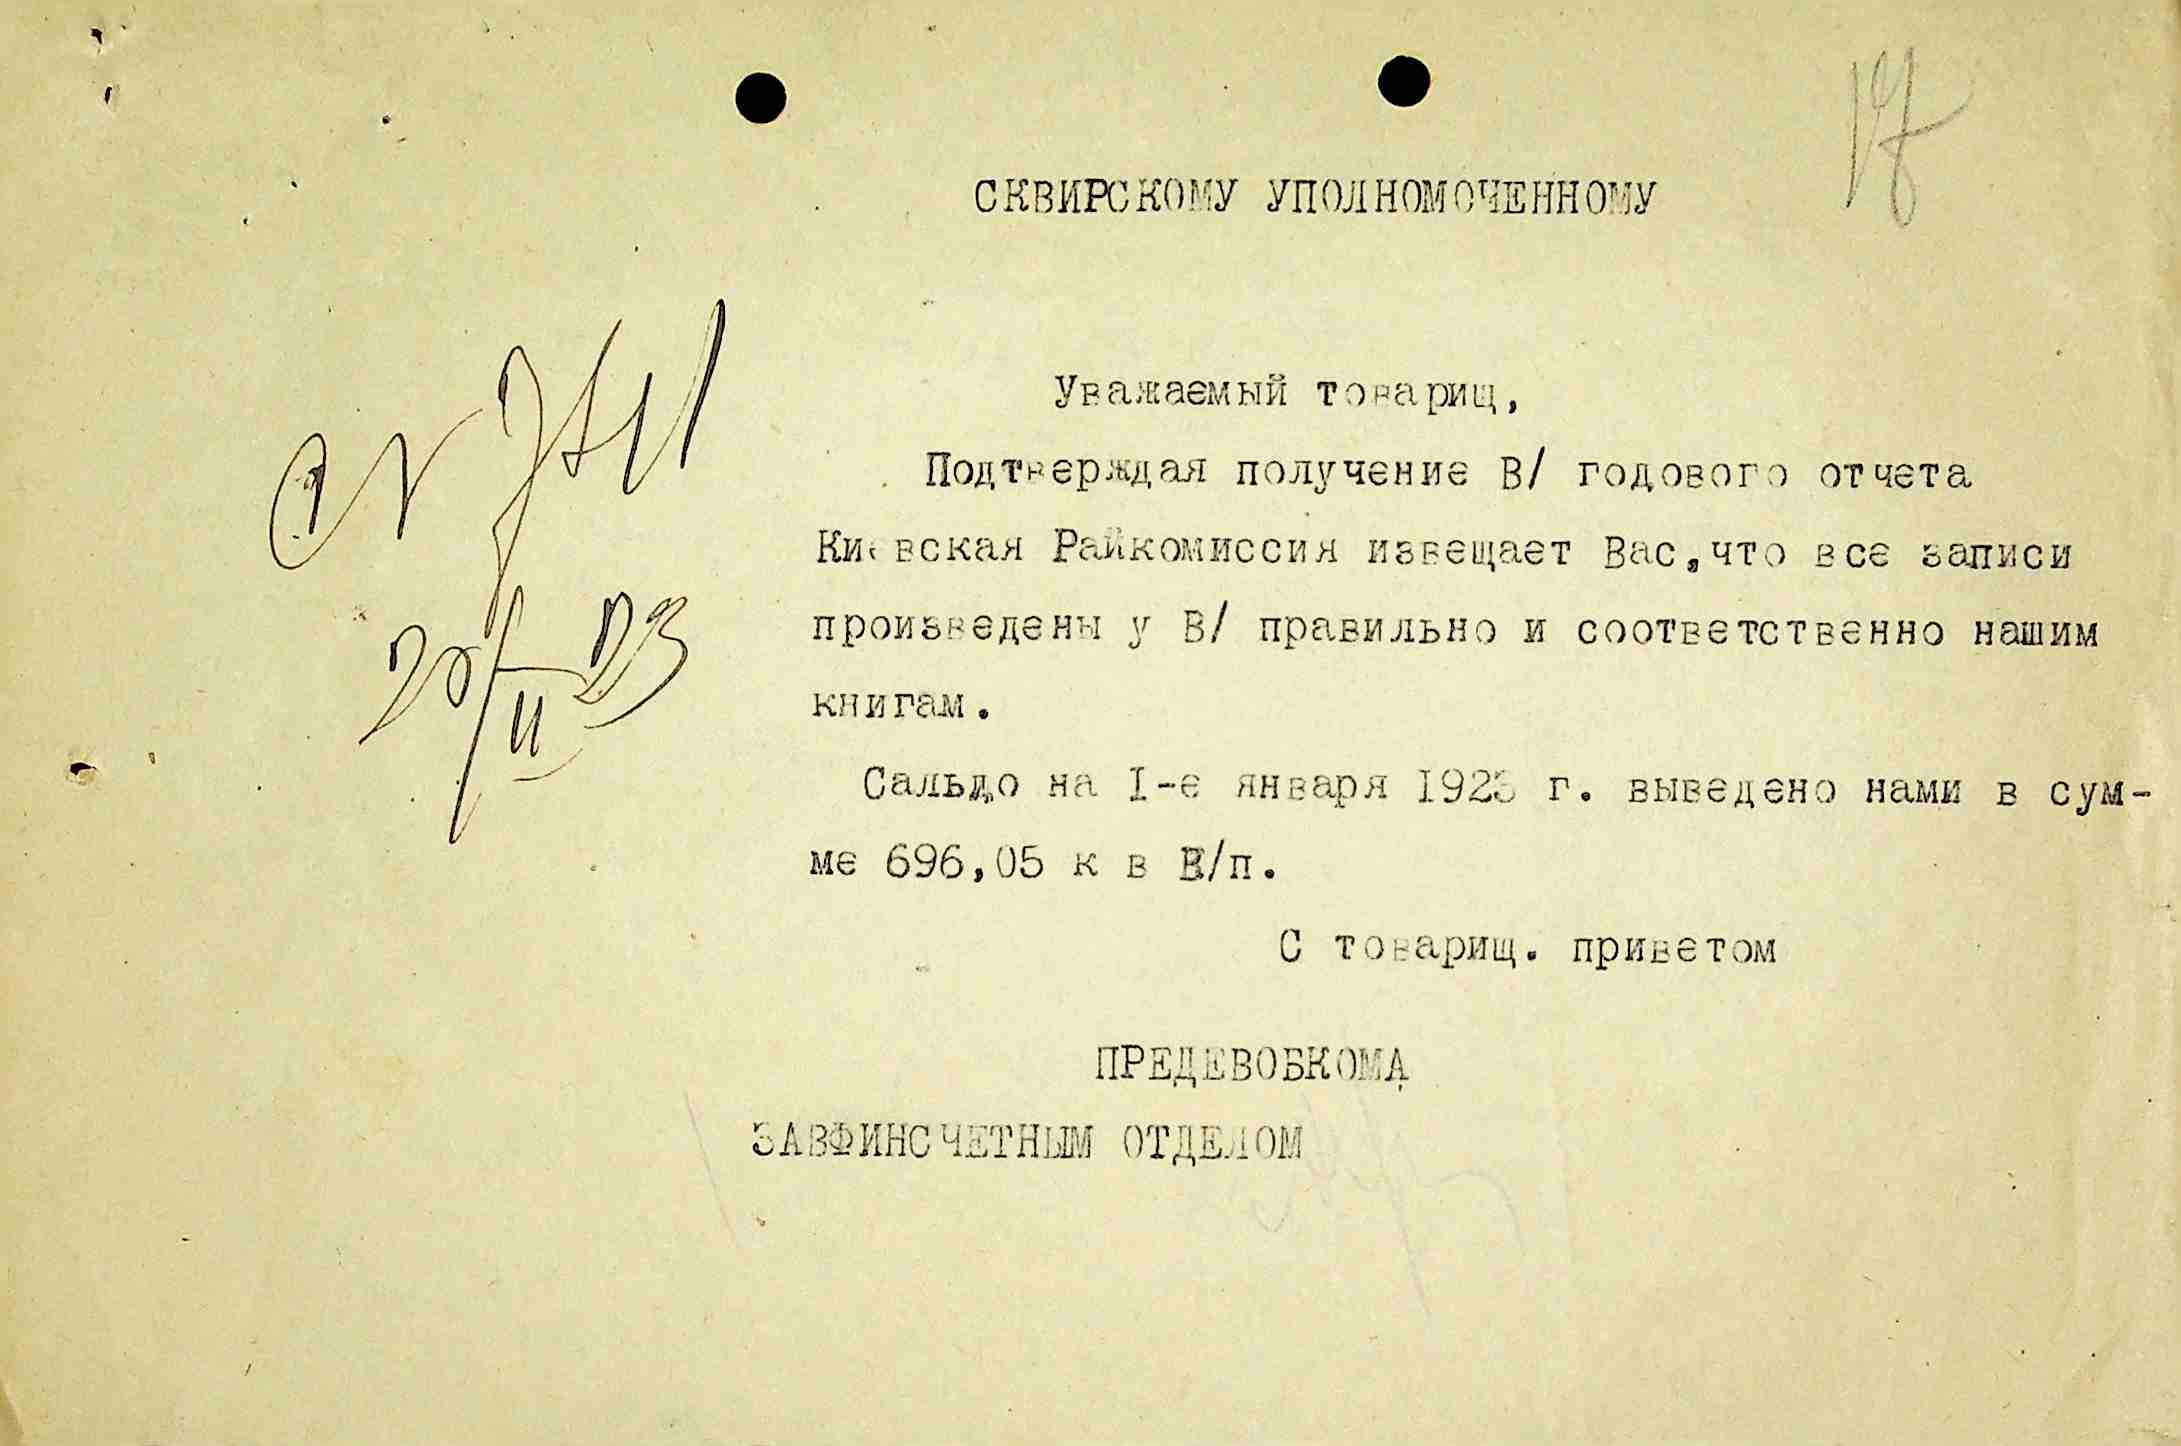 17
СКВИРСКОМУ УПОЛНОМОЧЕННОМУ
Уважаемый товарищ,
Подтверждая получение В/ годового отчета
Киевская Райкомиссия извещает Вас,что все записи
произведены у В/ правильно и соответственно нашим
книгам.
Сальдо на I-е января 1923 г. выведено нами в сум-
ме 696,05 к в В/п.
С товарищ. приветом
ПРЕДЕВОБКОМА
ЗАВФИНСЧЕТНЫМ ОТДЕЛОМ